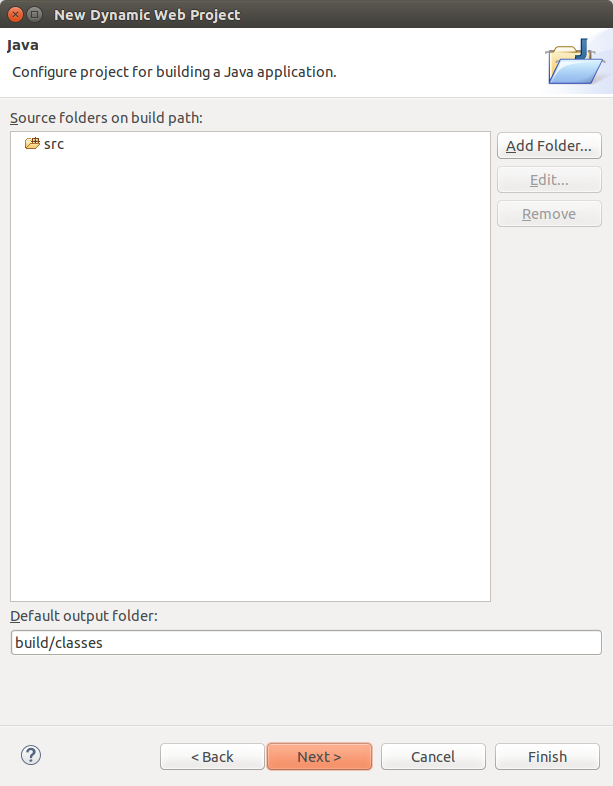 New Dynamic Web Project
Java
Configure project for building a Java application.
Source folders on build path:
src
Add Folder...
Edit...
Remove
Default output folder:
build/classes
?
< Back
Next >
Cancel
Finish